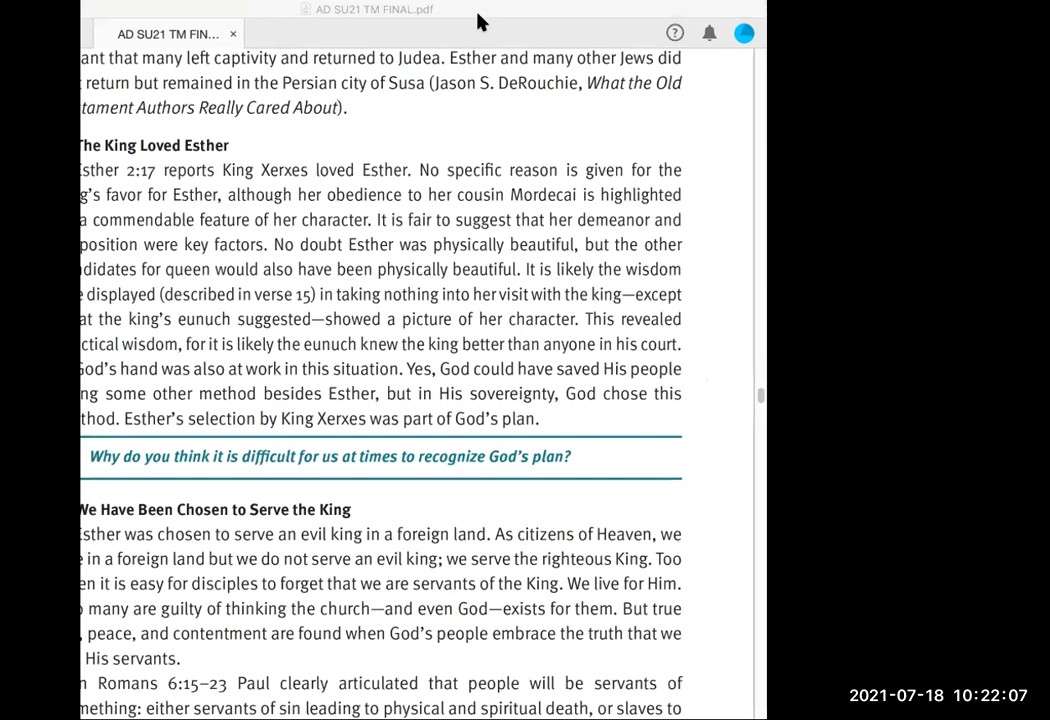 AD SU21 TM FINAL.pdf
AD SU21 TM FIN... ×
ant that many left captivity and returned to Judea. Esther and many other Jews did
return but remained in the Persian city of Susa (Jason S. DeRouchie, What the Old
tament Authors Really Cared About).
The King Loved Esther
Esther 2:17 reports King Xerxes loved Esther. No specific reason is given for the
g's favor for Esther, although her obedience to her cousin Mordecai is highlighted
a commendable feature of her character. It is fair to suggest that her demeanor and
position were key factors. No doubt Esther was physically beautiful, but the other
didates for queen would also have been physically beautiful. It is likely the wisdom
e displayed (described in verse 15) in taking nothing into her visit with the king—except
at the king's eunuch suggested—showed a picture of her character. This revealed
ctical wisdom, for it is likely the eunuch knew the king better than anyone in his court.
God's hand was also at work in this situation. Yes, God could have saved His people
ng some other method besides Esther, but in His sovereignty, God chose this
thod. Esther's selection by King Xerxes was part of God's plan.
Why do you think it is difficult for us at times to recognize God's plan?
We Have Been Chosen to Serve the King
Esther was chosen to serve an evil king in a foreign land. As citizens of Heaven, we
e in a foreign land but we do not serve an evil king; we serve the righteous King. Too
en it is easy for disciples to forget that we are servants of the King. We live for Him.
o many are guilty of thinking the church—and even God—exists for them. But true
, peace, and contentment are found when God's people embrace the truth that we
His servants.
n Romans 6:15–23 Paul clearly articulated that people will be servants of
mething: either servants of sin leading to physical and spiritual death, or slaves to
2021-07-18 10:22:07